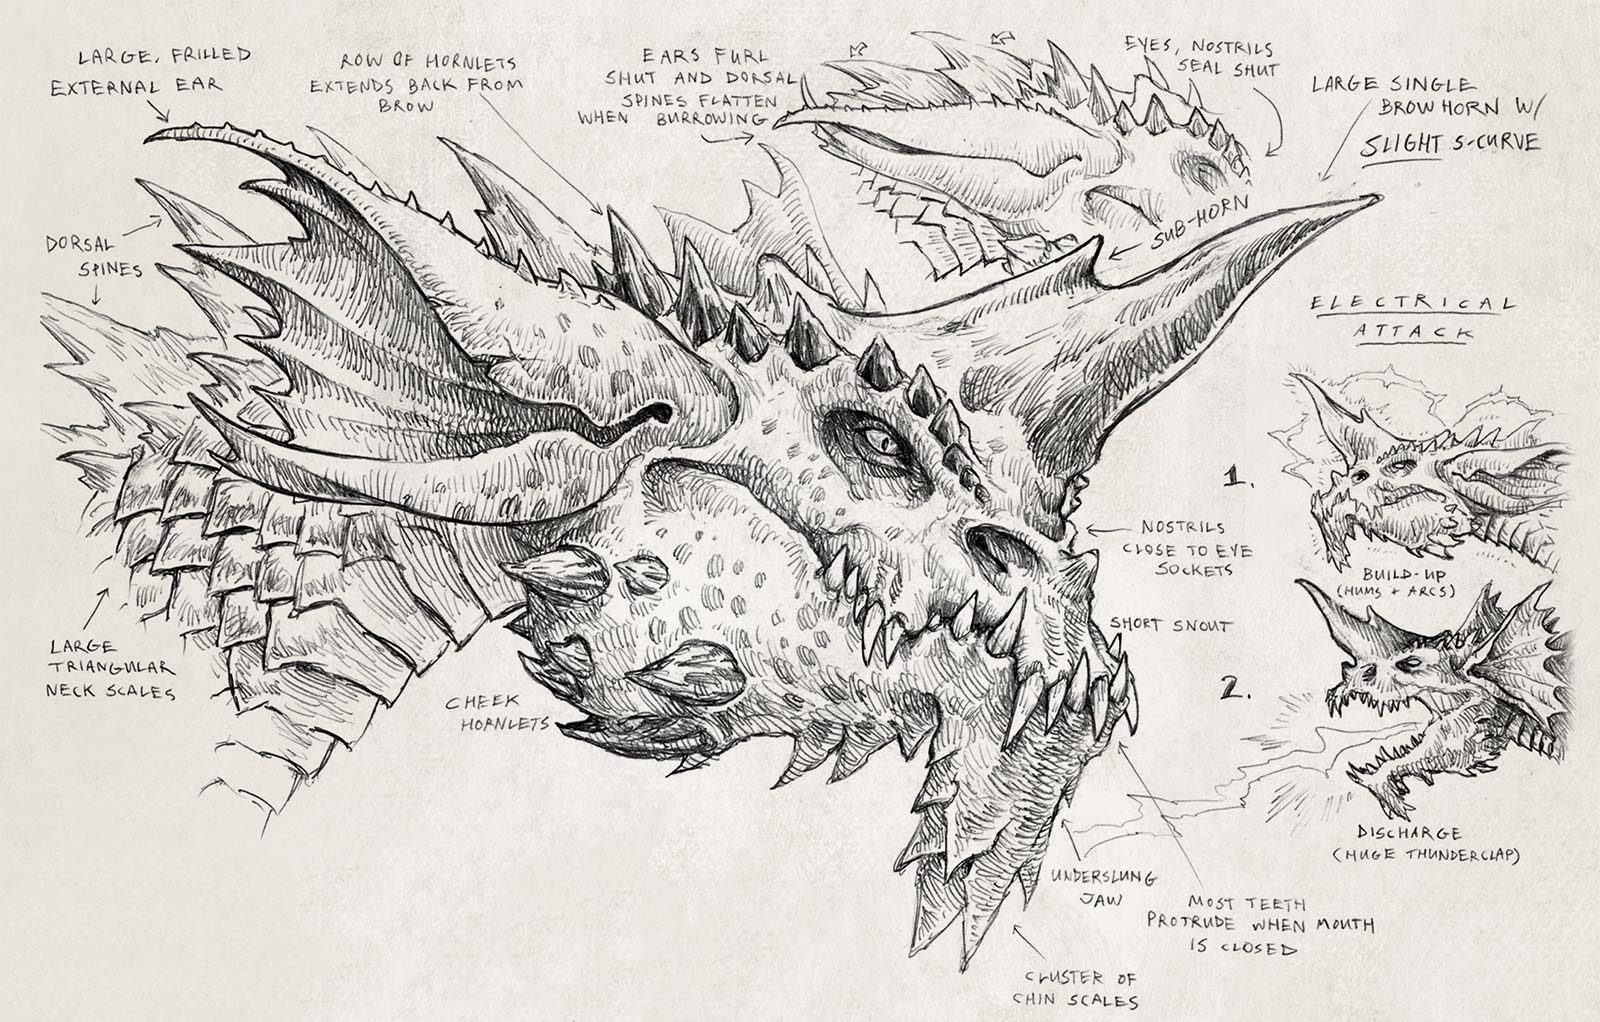 LARGE, FRILLED
EXTERNAL EAR
ROW OF HORNLETS
EXTENDS BACK FROM
BROW
EARS FURL
SHUT AND DORSAL
SPINES FLATTEN
WHEN BURROWING
EYES, NOSTRILS
SEAL SHUT
LARGE SINGLE
BROW HORN W/
SLIGHT S-CURVE
SUB-HORN
DORSAL
SPINES
ELECTRICAL
ATTACK
1.
BUILD-UP
(HUMS + ARCS)
NOSTRILS
CLOSE TO EYE
SOCKETS
SHORT SNOUT
2.
DISCHARGE
(HUGE THUNDERCLAP)
LARGE
TRIANGULAR
NECK SCALES
CHEEK
HORNLETS
UNDERSLUNG
JAW
MOST TEETH
PROTRUDE WHEN MOUTH
IS CLOSED
CLUSTER OF
CHIN SCALES